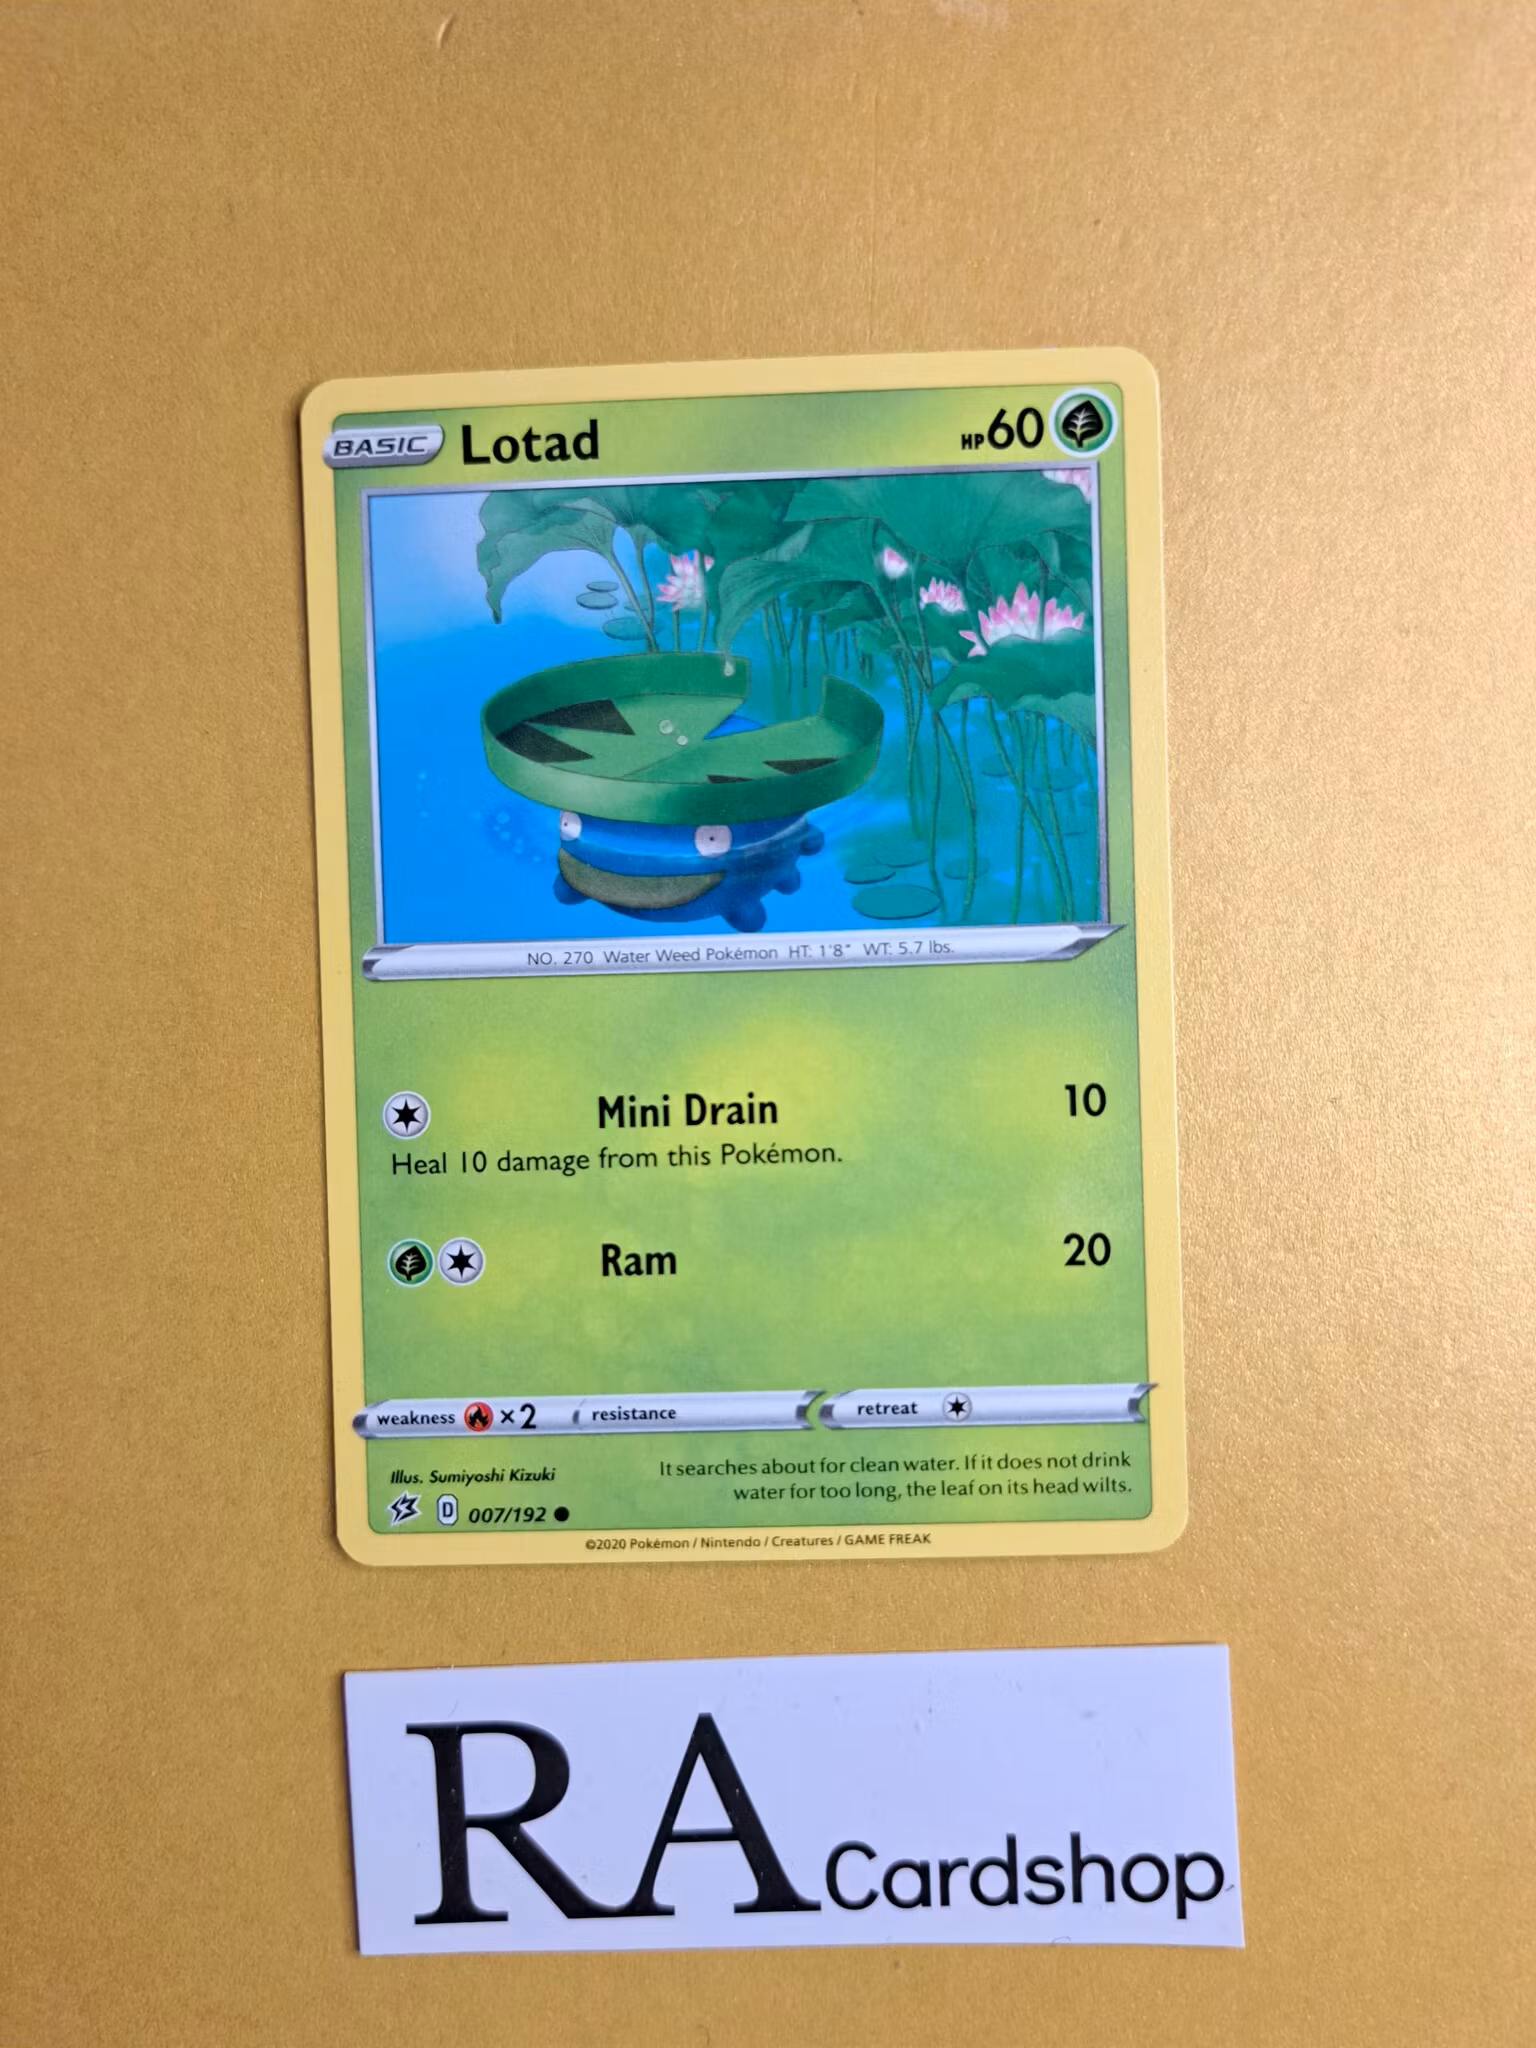 BASIC Lotad HP 60
NO. 270 Water Weed Pokémon HT: 1'8" WT: 5.7 lbs.
Mini Drain 10
Heal 10 damage from this Pokémon.
Ram 20
weakness ×2 resistance retreat
Illus. Sumiyoshi Kizuki
It searches about for clean water. If it does not drink
water for too long, the leaf on its head wilts.
D 007/192
©2020 Pokémon / Nintendo / Creatures / GAME FREAK
RA Cardshop